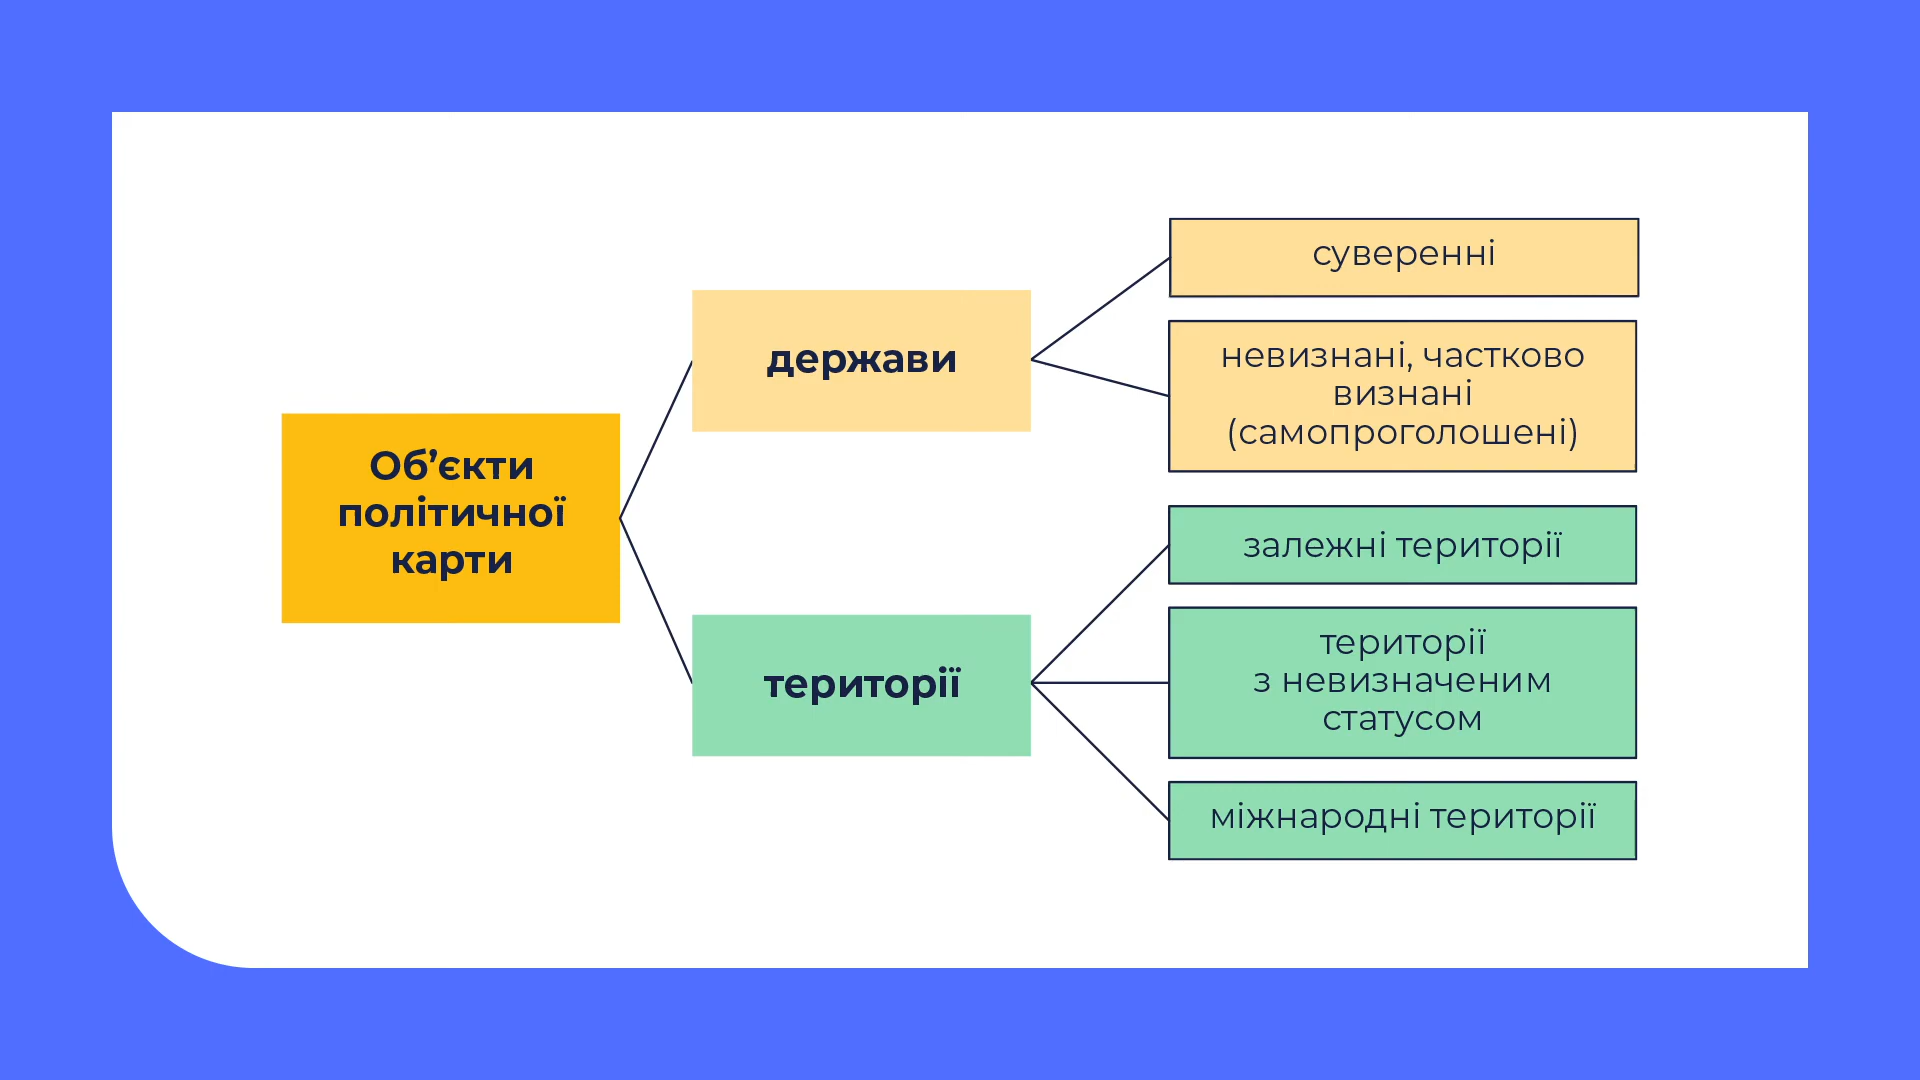 Об’єкти
політичної
карти
держави
суверенні
невизнані, частково
визнані
(самопроголошені)
території
залежні території
території
з невизначеним
статусом
міжнародні території